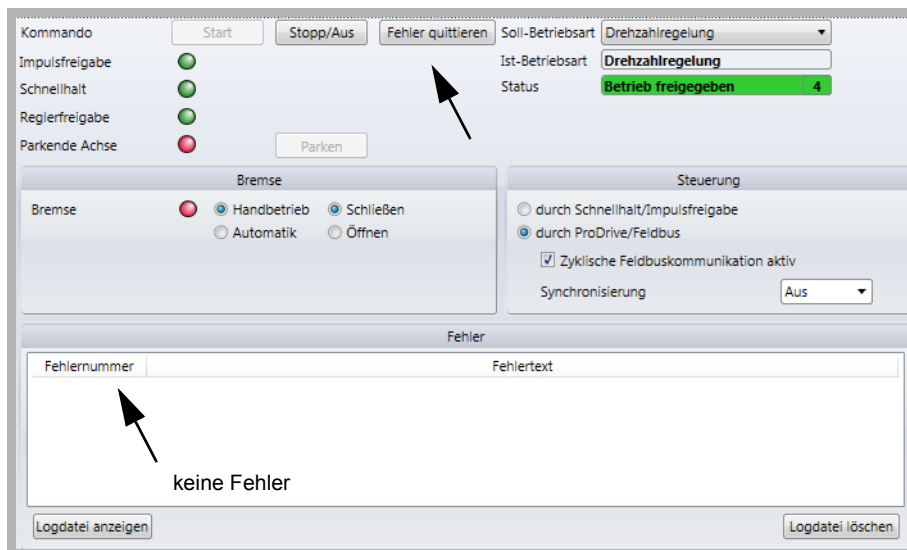 Kommando Start Stopp/Aus Fehler quittieren Soll-Betriebsart Drehzahlregelung
Impulsfreigabe Ist-Betriebsart Drehzahlregelung
Schnellhalt Status Betrieb freigegeben 4
Reglerfreigabe
Parkende Achse Parken
Bremse
Bremse Handbetrieb Schließen
Automatik Öffnen
Steuerung
durch Schnellhalt/Impulsfreigabe
durch ProDrive/Feldbus
Zyklische Feldbuskommunikation aktiv
Synchronisierung Aus
Fehler
Fehlernummer Fehlertext
keine Fehler
Logdatei anzeigen Logdatei löschen